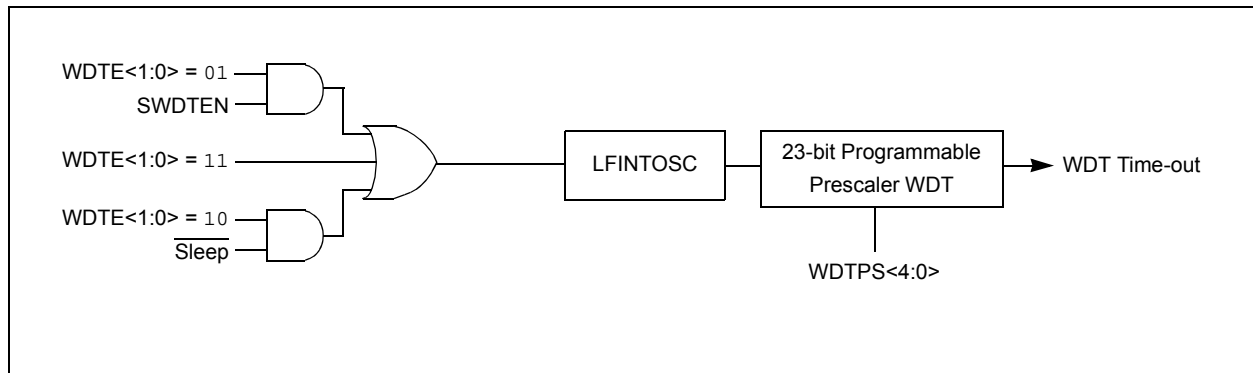 WDTE<1:0> = 01
SWDTEN
WDTE<1:0> = 11
WDTE<1:0> = 10
Sleep
LFINTOSC
23-bit Programmable
Prescaler WDT
WDT Time-out
WDTPS<4:0>